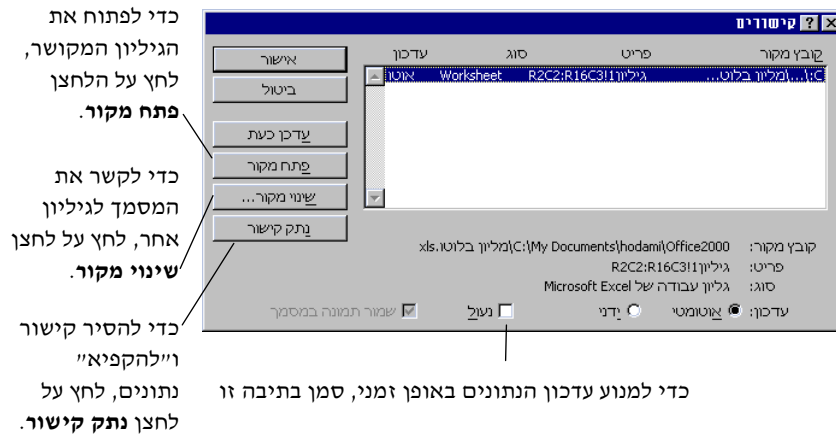 כדי לפתוח את
הגיליון המקושר,
לחץ על הלחצן
פתח מקור.
כדי לקשר את
המסמך לגיליון
אחר, לחץ על לחצן
שינוי מקור.
כדי להסיר קישור
ו״להקפיא״
נתונים, לחץ על
לחצן נתק קישור.
קישורים
קובץ מקור פריט סוג עדכון
C:\...\מליון בלוט... גיליון1!R2C2:R16C3 Worksheet אוטו
אישור
ביטול
עדכן כעת
פתח מקור
שינוי מקור...
נתק קישור
קובץ מקור: C:\My Documents\hodami\Office2000\מליון בלוטו.xls
פריט: גיליון1!R2C2:R16C3
סוג: גליון עבודה של Microsoft Excel
עדכון: אוטומטי ידני נעול שמור תמונה במסמך
כדי למנוע עדכון הנתונים באופן זמני, סמן בתיבה זו